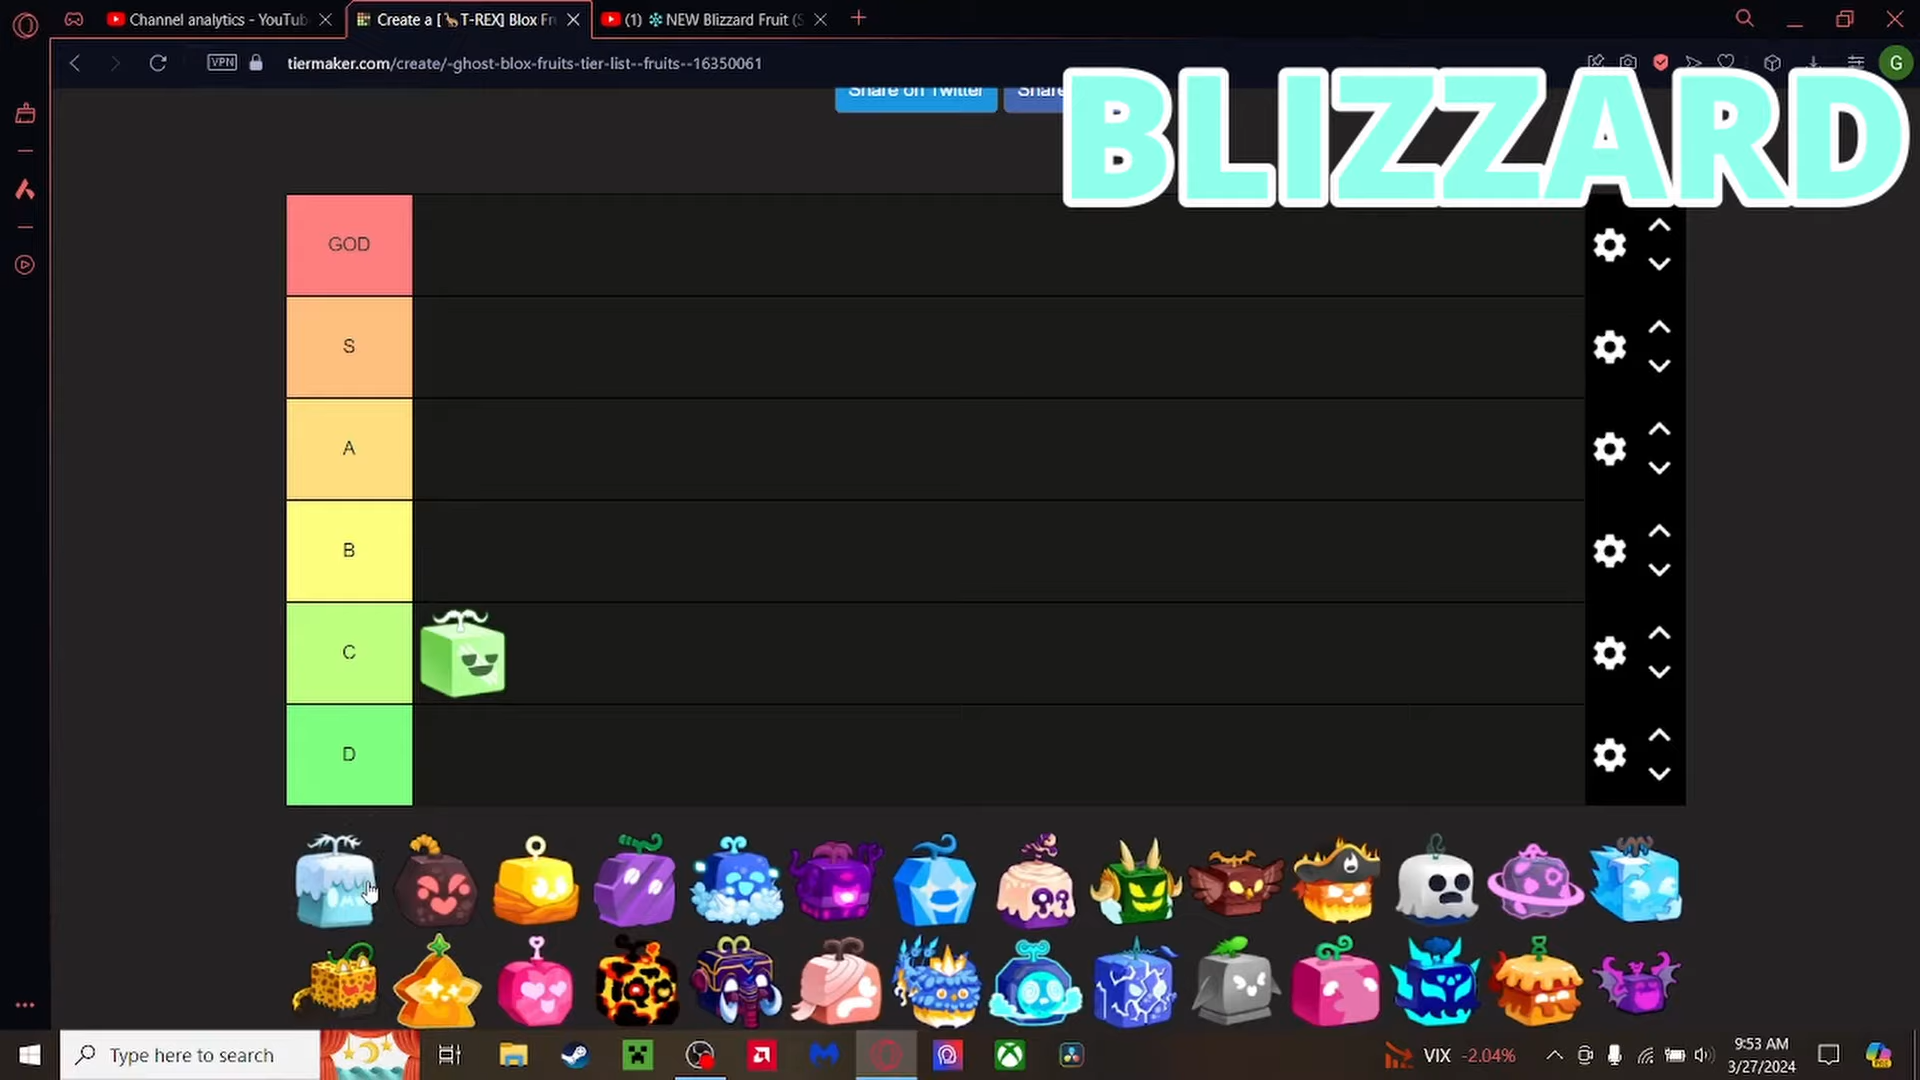 Channel analytics - YouTub
Create a [🦖T-REX] Blox Fr
(1) ❄NEW Blizzard Fruit (S
VPN
tiermaker.com/create/-ghost-blox-fruits-tier-list--fruits--16350061
G
Share on Twitter
Share
BLIZZARD
GOD
S
A
B
C
D
Type here to search
VIX -2.04%
9:53 AM
3/27/2024